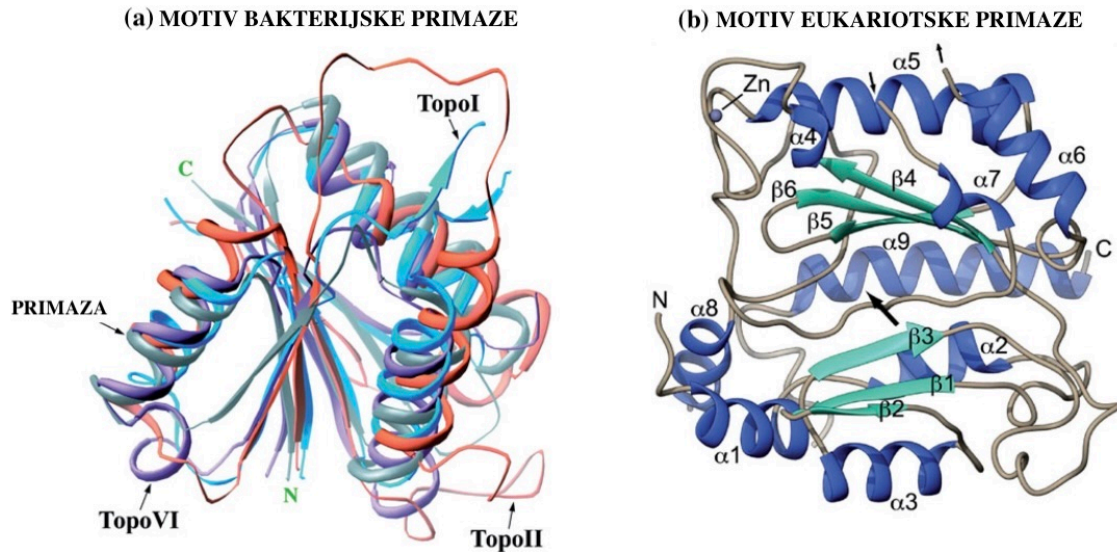 (a) MOTIV BAKTERIJSKE PRIMAZE
TopoI
C
PRIMAZA
N
TopoVI
TopoII
(b) MOTIV EUKARIOTSKE PRIMAZE
α5
Zn
α4
α6
β4
α7
β6
β5
α9
C
N
α8
β3
α2
β1
β2
α1
α3